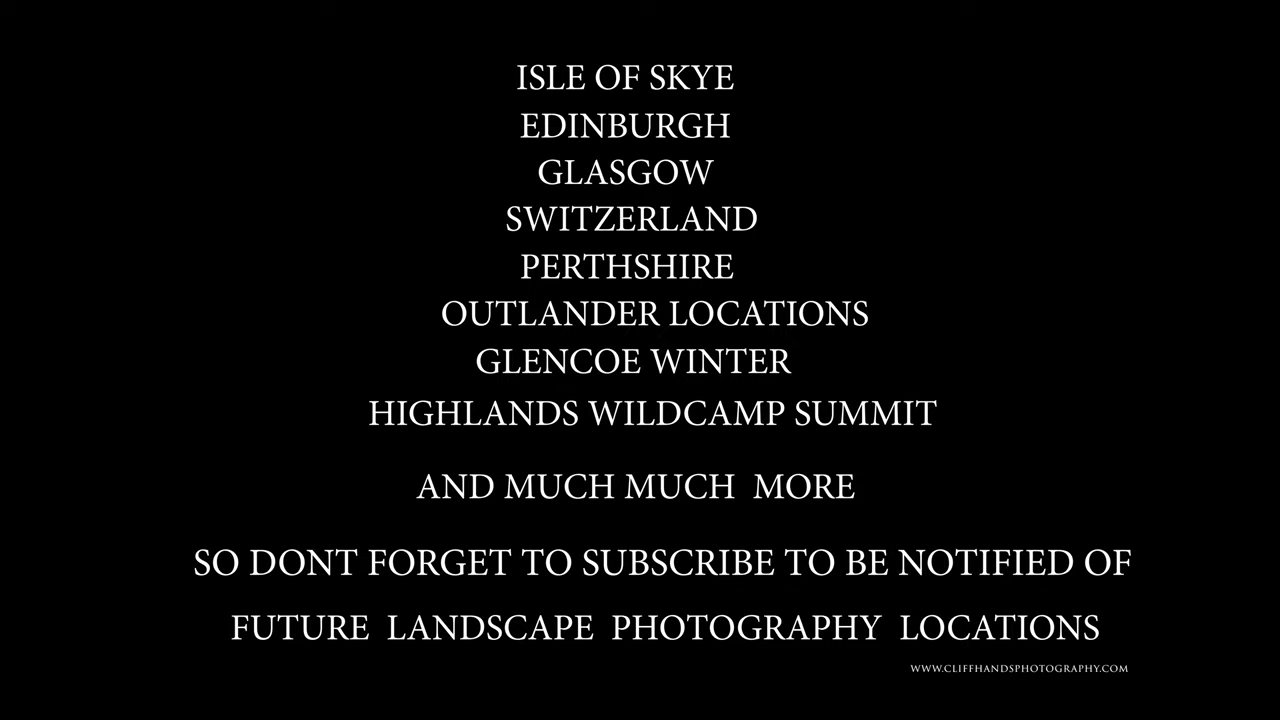 ISLE OF SKYE
EDINBURGH
GLASGOW
SWITZERLAND
PERTHSHIRE
OUTLANDER LOCATIONS
GLENCOE WINTER
HIGHLANDS WILDCAMP SUMMIT
AND MUCH MUCH MORE
SO DONT FORGET TO SUBSCRIBE TO BE NOTIFIED OF
FUTURE LANDSCAPE PHOTOGRAPHY LOCATIONS
WWW.CLIFFHANDSPHOTOGRAPHY.COM